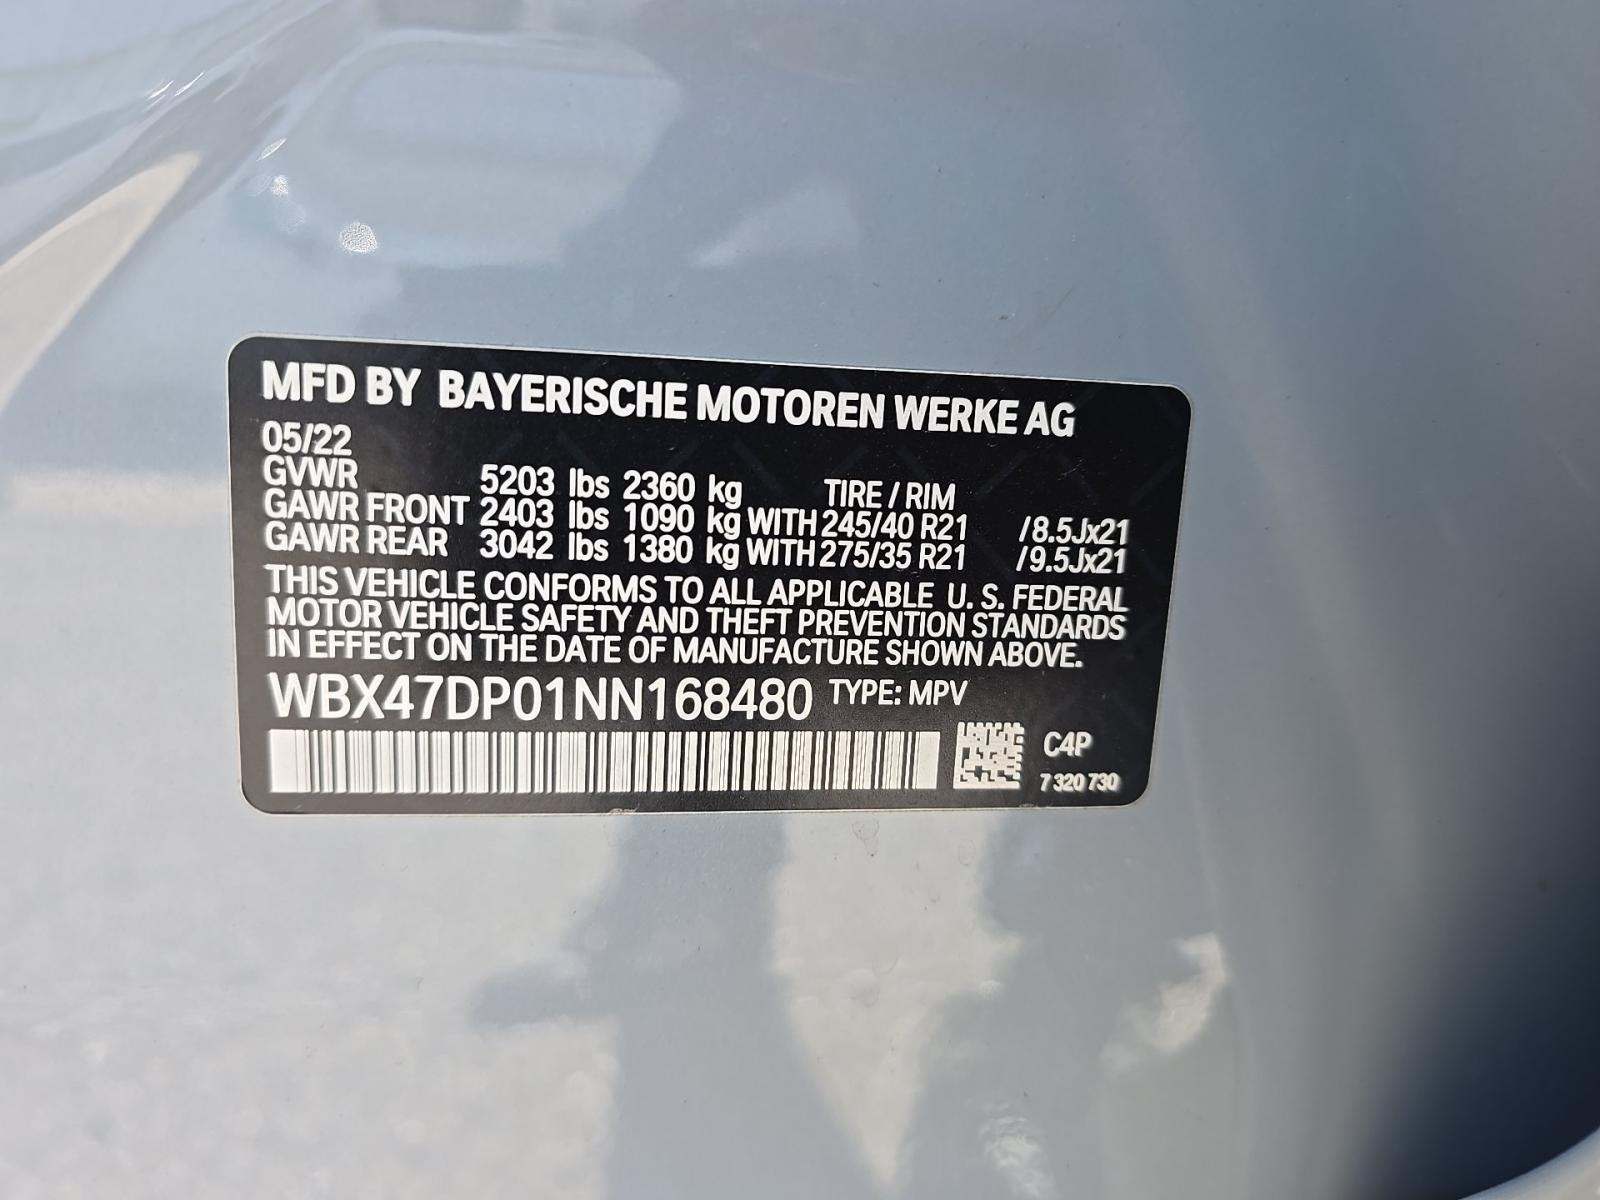 MFD BY BAYERISCHE MOTOREN WERKE AG
05/22
GVWR 5203 lbs 2360 kg TIRE / RIM
GAWR FRONT 2403 lbs 1090 kg WITH 245/40 R21 /8.5Jx21
GAWR REAR 3042 lbs 1380 kg WITH 275/35 R21 /9.5Jx21
THIS VEHICLE CONFORMS TO ALL APPLICABLE U. S. FEDERAL
MOTOR VEHICLE SAFETY AND THEFT PREVENTION STANDARDS
IN EFFECT ON THE DATE OF MANUFACTURE SHOWN ABOVE.
WBX47DP01NN168480 TYPE: MPV
C4P
7 320 730